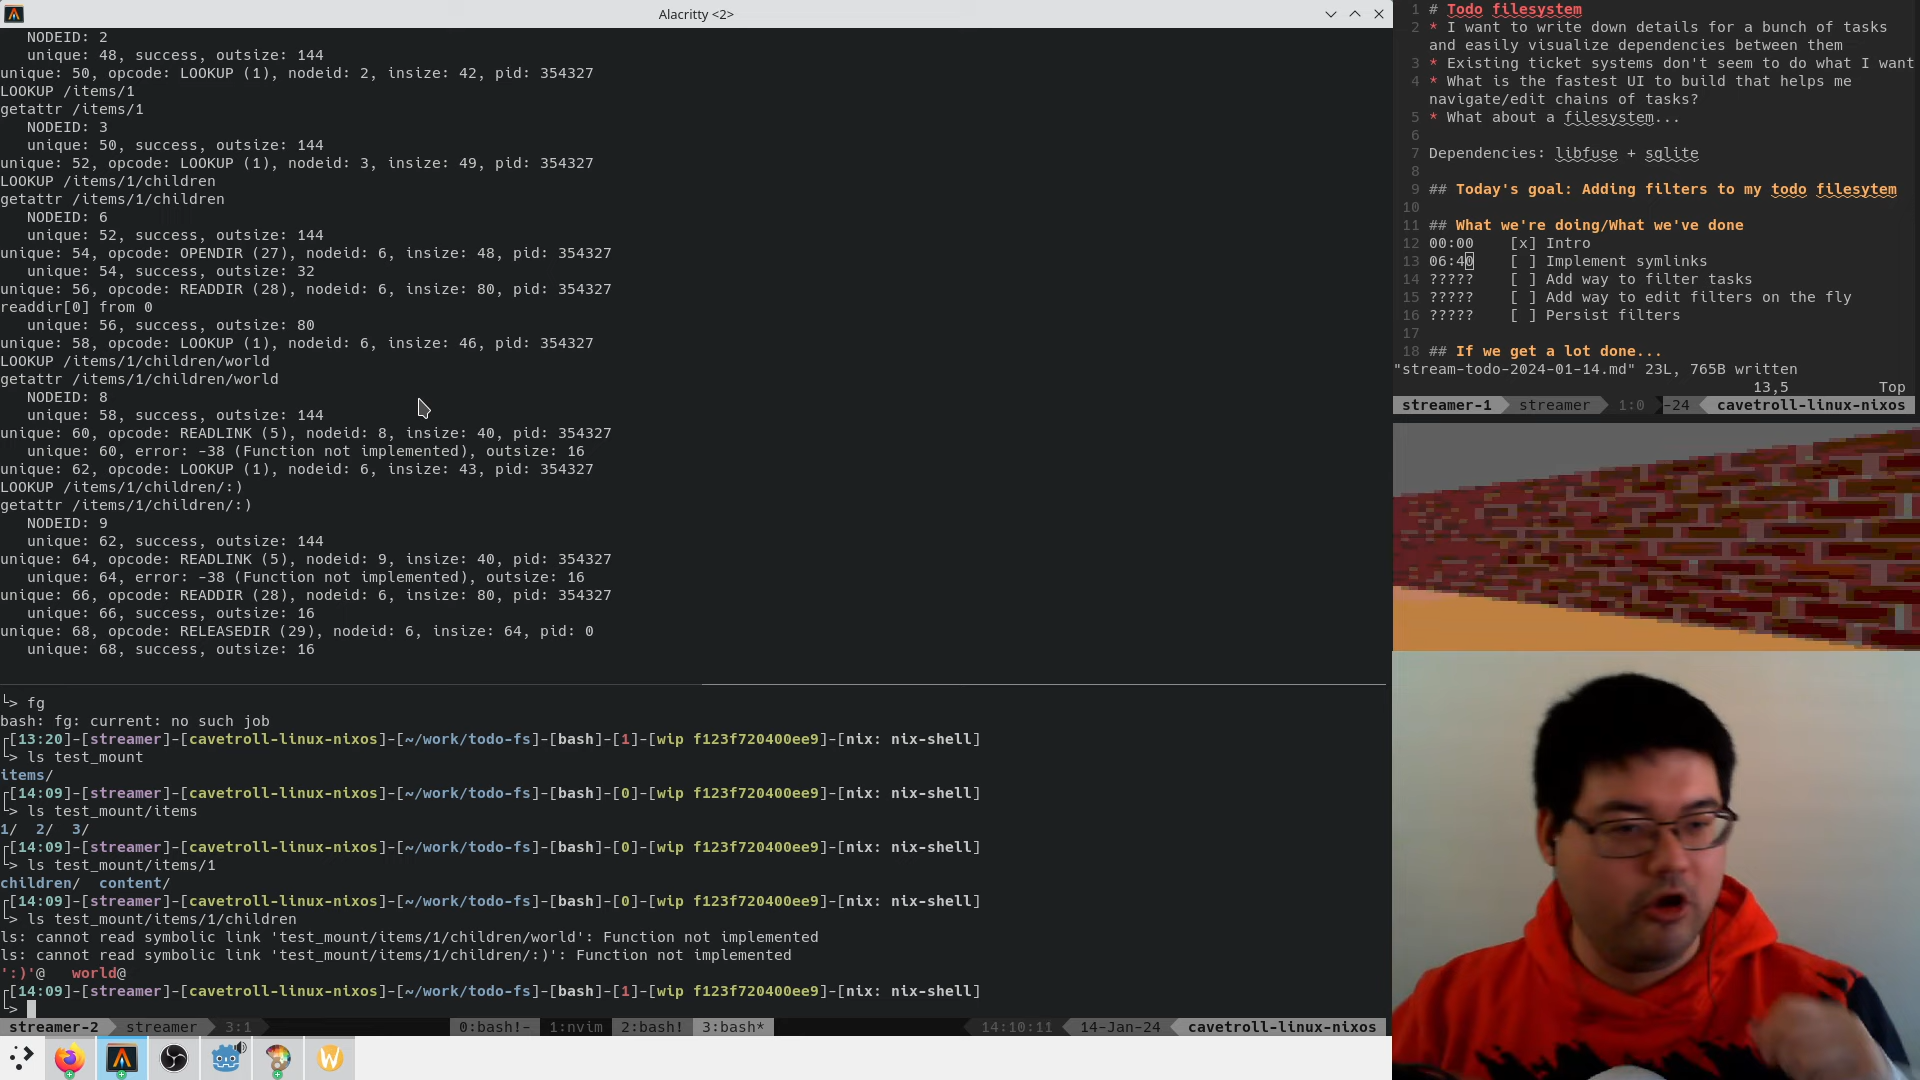 Alacritty <2>
NODEID: 2
unique: 48, success, outsize: 144
unique: 50, opcode: LOOKUP (1), nodeid: 2, insize: 42, pid: 354327
LOOKUP /items/1
getattr /items/1
NODEID: 3
unique: 50, success, outsize: 144
unique: 52, opcode: LOOKUP (1), nodeid: 3, insize: 49, pid: 354327
LOOKUP /items/1/children
getattr /items/1/children
NODEID: 6
unique: 52, success, outsize: 144
unique: 54, opcode: OPENDIR (27), nodeid: 6, insize: 48, pid: 354327
unique: 54, success, outsize: 32
unique: 56, opcode: READDIR (28), nodeid: 6, insize: 80, pid: 354327
readdir[0] from 0
unique: 56, success, outsize: 80
unique: 58, opcode: LOOKUP (1), nodeid: 6, insize: 46, pid: 354327
LOOKUP /items/1/children/world
getattr /items/1/children/world
NODEID: 8
unique: 58, success, outsize: 144
unique: 60, opcode: READLINK (5), nodeid: 8, insize: 40, pid: 354327
unique: 60, error: -38 (Function not implemented), outsize: 16
unique: 62, opcode: LOOKUP (1), nodeid: 6, insize: 43, pid: 354327
LOOKUP /items/1/children/:)
getattr /items/1/children/:)
NODEID: 9
unique: 62, success, outsize: 144
unique: 64, opcode: READLINK (5), nodeid: 9, insize: 40, pid: 354327
unique: 64, error: -38 (Function not implemented), outsize: 16
unique: 66, opcode: READDIR (28), nodeid: 6, insize: 80, pid: 354327
unique: 66, success, outsize: 16
unique: 68, opcode: RELEASEDIR (29), nodeid: 6, insize: 64, pid: 0
unique: 68, success, outsize: 16
└> fg
bash: fg: current: no such job
┌[13:20]-[streamer]-[cavetroll-linux-nixos]-[~/work/todo-fs]-[bash]-[1]-[wip f123f720400ee9]-[nix: nix-shell]
└> ls test_mount
items/
┌[14:09]-[streamer]-[cavetroll-linux-nixos]-[~/work/todo-fs]-[bash]-[0]-[wip f123f720400ee9]-[nix: nix-shell]
└> ls test_mount/items
1/ 2/ 3/
┌[14:09]-[streamer]-[cavetroll-linux-nixos]-[~/work/todo-fs]-[bash]-[0]-[wip f123f720400ee9]-[nix: nix-shell]
└> ls test_mount/items/1
children/ content/
┌[14:09]-[streamer]-[cavetroll-linux-nixos]-[~/work/todo-fs]-[bash]-[0]-[wip f123f720400ee9]-[nix: nix-shell]
└> ls test_mount/items/1/children
ls: cannot read symbolic link 'test_mount/items/1/children/world': Function not implemented
ls: cannot read symbolic link 'test_mount/items/1/children/:)': Function not implemented
':)'@ world@
┌[14:09]-[streamer]-[cavetroll-linux-nixos]-[~/work/todo-fs]-[bash]-[1]-[wip f123f720400ee9]-[nix: nix-shell]
└>
streamer-2 streamer 3:1 0:bash!- 1:nvim 2:bash! 3:bash* 14:10:11 14-Jan-24 cavetroll-linux-nixos
1 # Todo filesystem
2 * I want to write down details for a bunch of tasks
and easily visualize dependencies between them
3 * Existing ticket systems don't seem to do what I want
4 * What is the fastest UI to build that helps me
navigate/edit chains of tasks?
5 * What about a filesystem...
6
7 Dependencies: libfuse + sqlite
8
9 ## Today's goal: Adding filters to my todo filesytem
10
11 ## What we're doing/What we've done
12 00:00 [x] Intro
13 06:40 [ ] Implement symlinks
14 ????? [ ] Add way to filter tasks
15 ????? [ ] Add way to edit filters on the fly
16 ????? [ ] Persist filters
17
18 ## If we get a lot done...
"stream-todo-2024-01-14.md" 23L, 765B written
13,5 Top
streamer-1 streamer 1:0 -24 cavetroll-linux-nixos